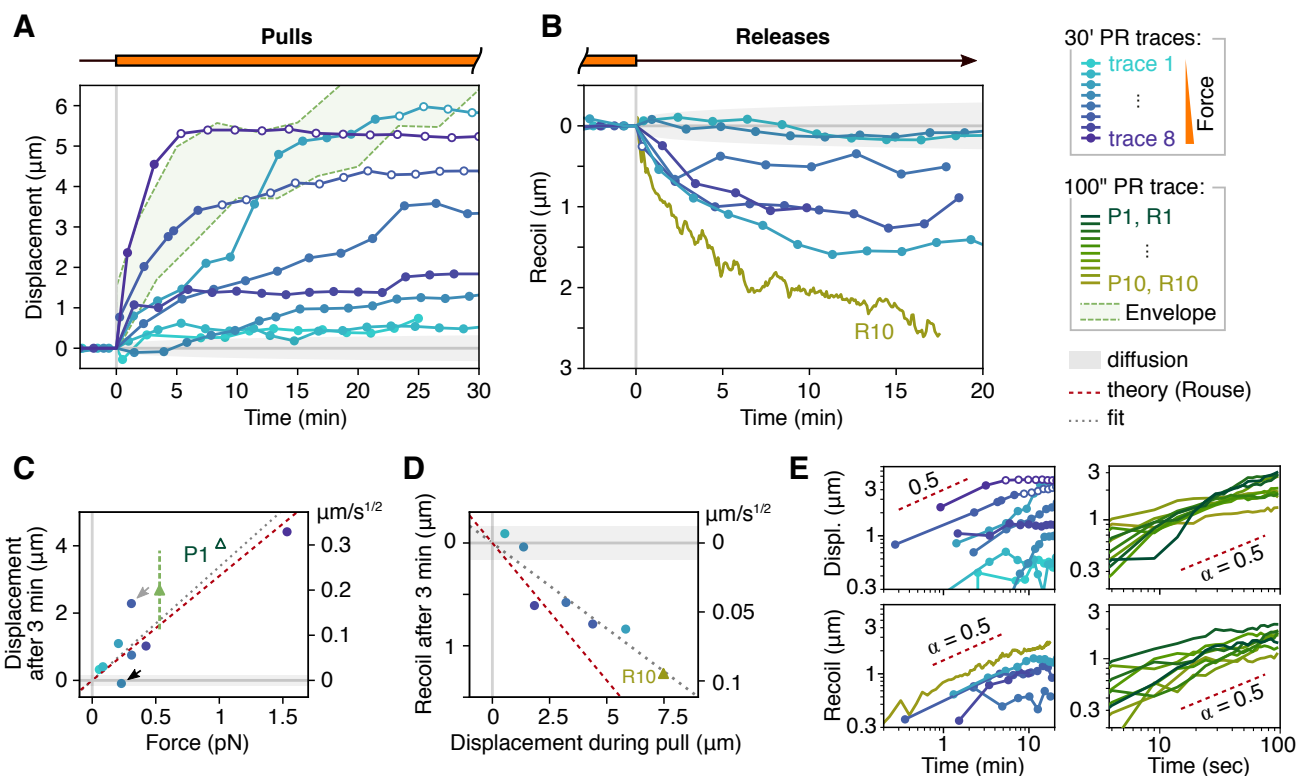 A
Pulls
Displacement (μm)
6
5
4
3
2
1
0
0
5
10
15
20
25
30
Time (min)
B
Releases
Recoil (μm)
0
1
2
3
R10
0
5
10
15
20
Time (min)
30' PR traces:
trace 1
...
trace 8
Force
100" PR trace:
P1, R1
...
P10, R10
Envelope
diffusion
theory (Rouse)
fit
C
Displacement
after 3 min (μm)
4
2
0
P1
μm/s1/2
0.3
0.2
0.1
0
0
0.5
1
1.5
Force (pN)
D
Recoil after 3 min (μm)
0
1
R10
μm/s1/2
0
0.05
0.1
0
2.5
5
7.5
Displacement during pull (μm)
E
Displ. (μm)
3
1
0.3
0.5
3
1
0.3
α = 0.5
Recoil (μm)
3
1
0.3
α = 0.5
1
10
Time (min)
3
1
0.3
α = 0.5
10
100
Time (sec)